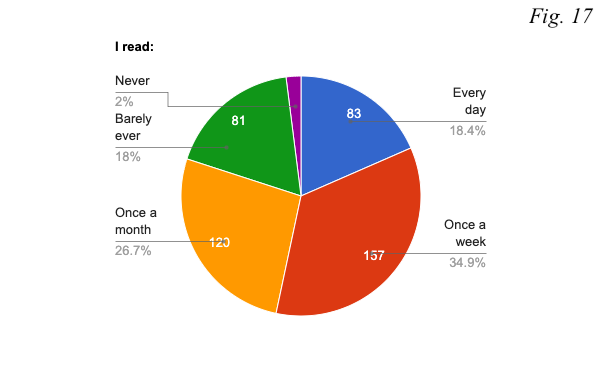 Fig. 17
I read:
Never
2%
Barely
ever
18%
Once a
month
26.7%
Every
day
18.4%
Once a
week
34.9%
83
81
120
157